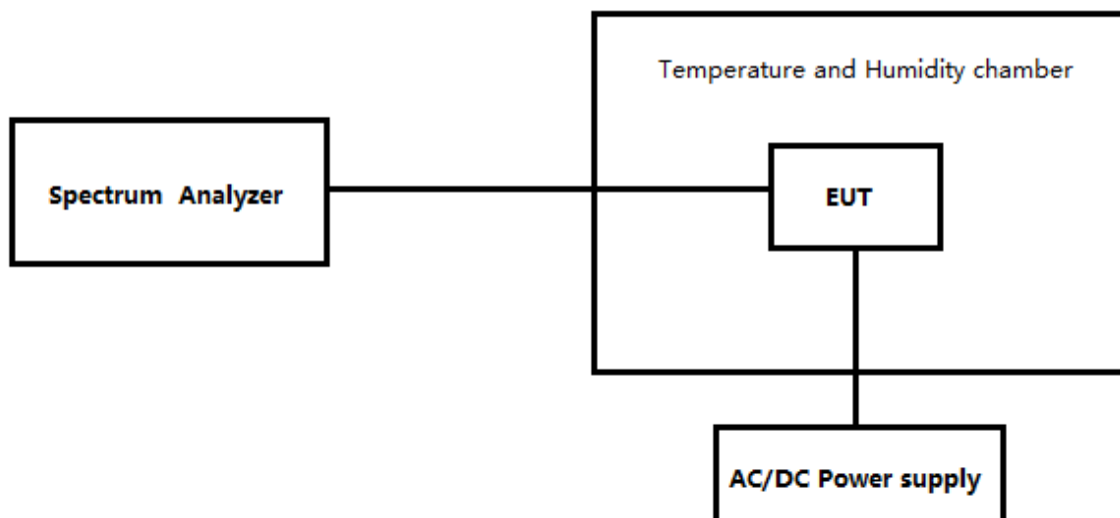 Temperature and Humidity chamber
Spectrum Analyzer
EUT
AC/DC Power supply